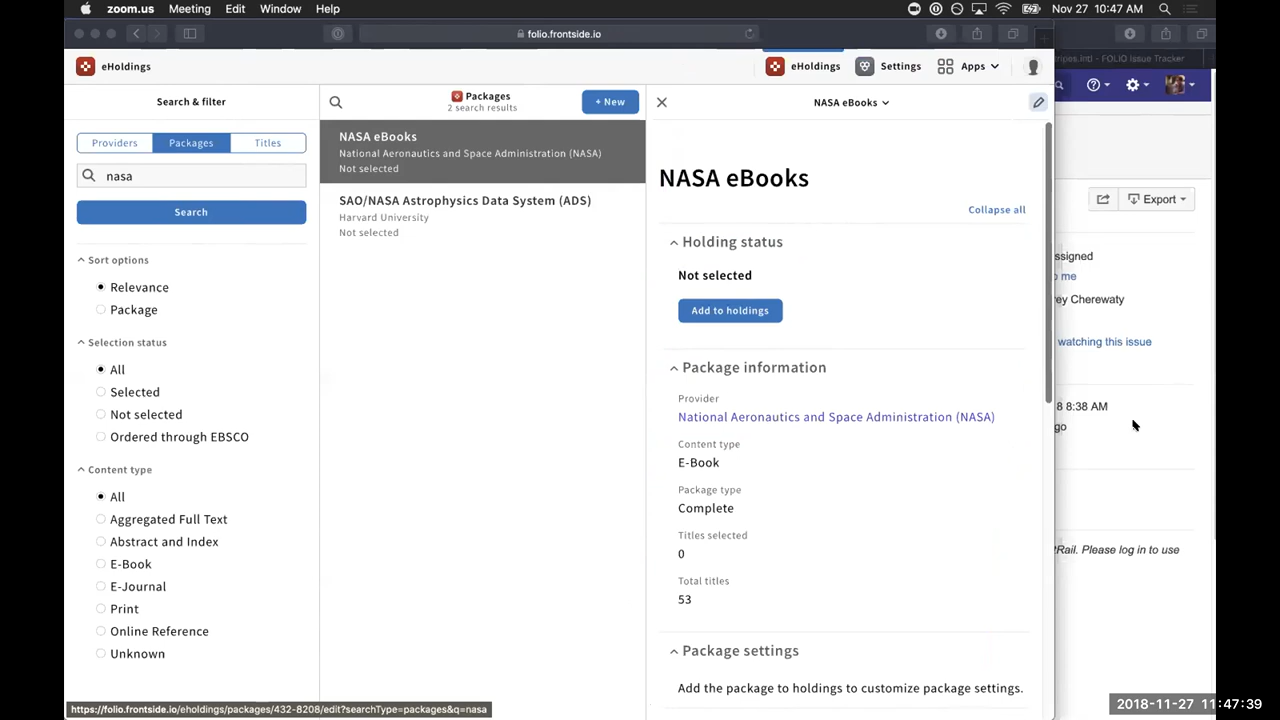 zoom.us Meeting Edit Window Help
Nov 27 10:47 AM
folio.frontside.io
stripes.intl - FOLIO Issue Tracker
eHoldings
eHoldings
Settings
Apps
Search & filter
Packages
2 search results
+ New
NASA eBooks
Providers
Packages
Titles
nasa
Search
NASA eBooks
National Aeronautics and Space Administration (NASA)
Not selected
SAO/NASA Astrophysics Data System (ADS)
Harvard University
Not selected
Sort options
Relevance
Package
Selection status
All
Selected
Not selected
Ordered through EBSCO
Content type
All
Aggregated Full Text
Abstract and Index
E-Book
E-Journal
Print
Online Reference
Unknown
NASA eBooks
Collapse all
Holding status
Not selected
Add to holdings
Package information
Provider
National Aeronautics and Space Administration (NASA)
Content type
E-Book
Package type
Complete
Titles selected
0
Total titles
53
Package settings
Add the package to holdings to customize package settings.
Export
ssigned
me
rey Cherewaty
watching this issue
8 8:38 AM
go
tRail. Please log in to use
https://folio.frontside.io/eholdings/packages/432-8208/edit?searchType=packages&q=nasa
2018-11-27 11:47:39